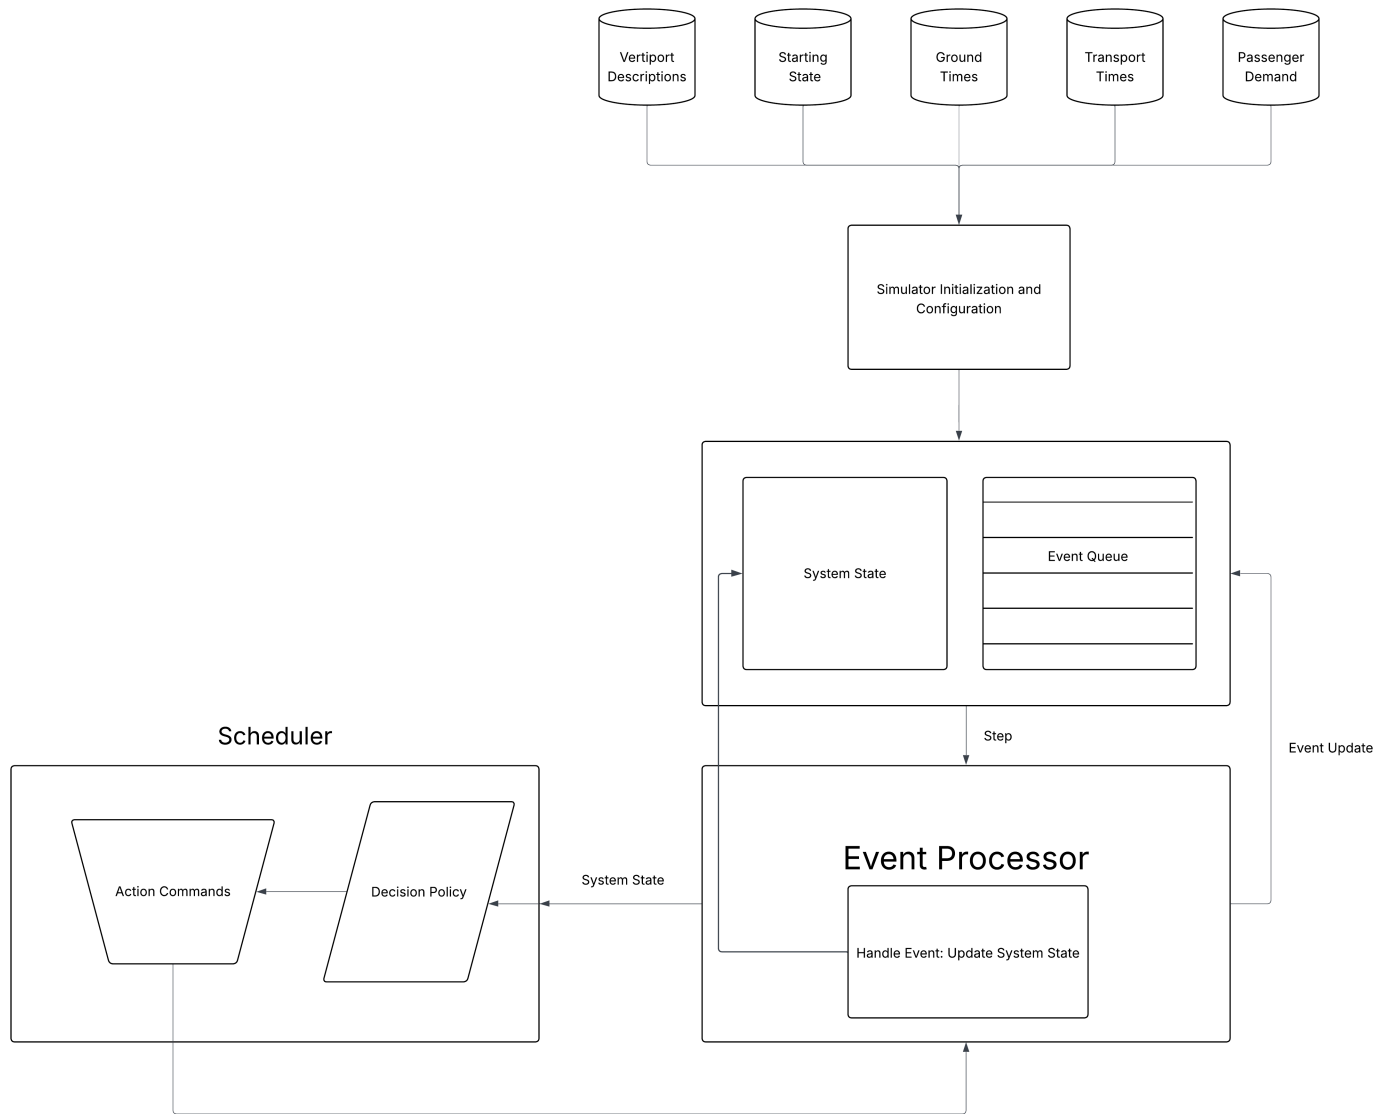 Vertiport
Descriptions
Starting
State
Ground
Times
Transport
Times
Passenger
Demand
Simulator Initialization and
Configuration
System State
Event Queue
Step
Event Update
Scheduler
Action Commands
Decision Policy
System State
Event Processor
Handle Event: Update System State